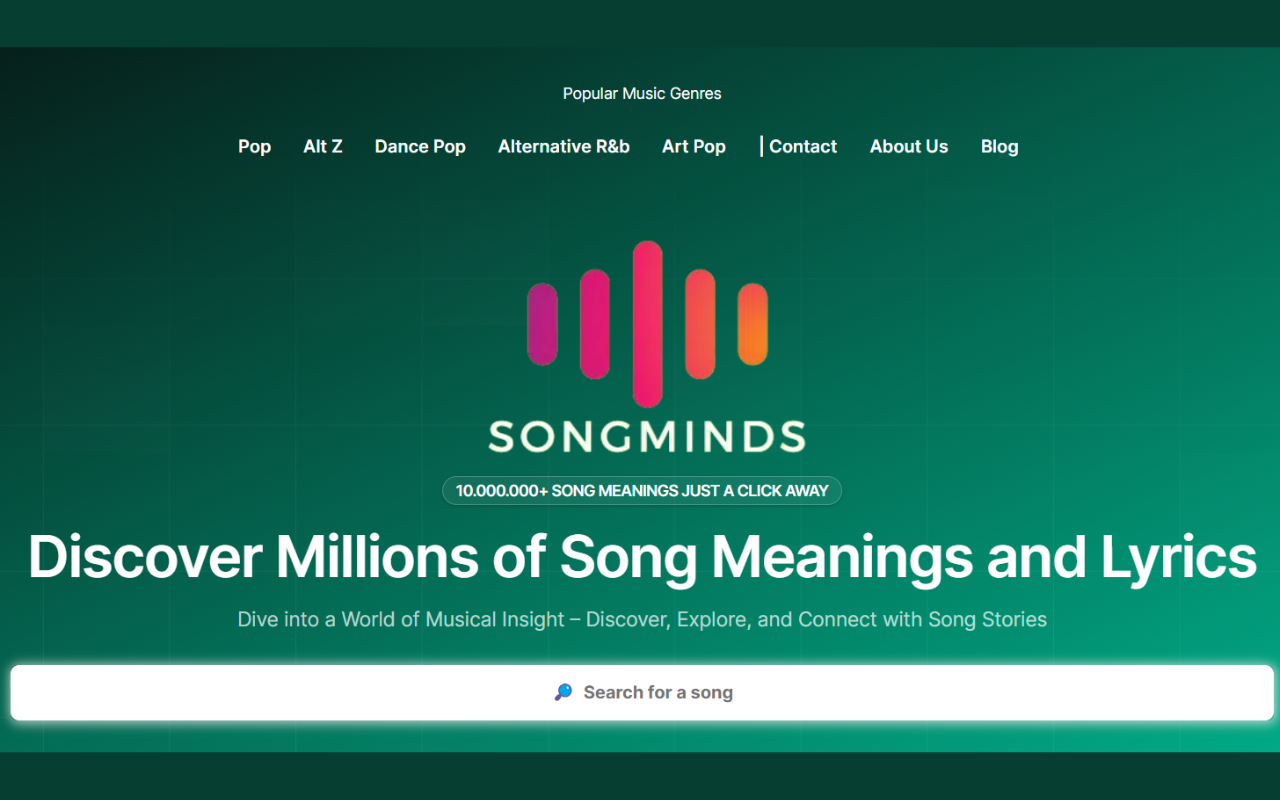 Popular Music Genres
Pop Alt Z Dance Pop Alternative R&b Art Pop | Contact About Us Blog
SONGMINDS
10.000.000+ SONG MEANINGS JUST A CLICK AWAY
Discover Millions of Song Meanings and Lyrics
Dive into a World of Musical Insight – Discover, Explore, and Connect with Song Stories
🔎 Search for a song